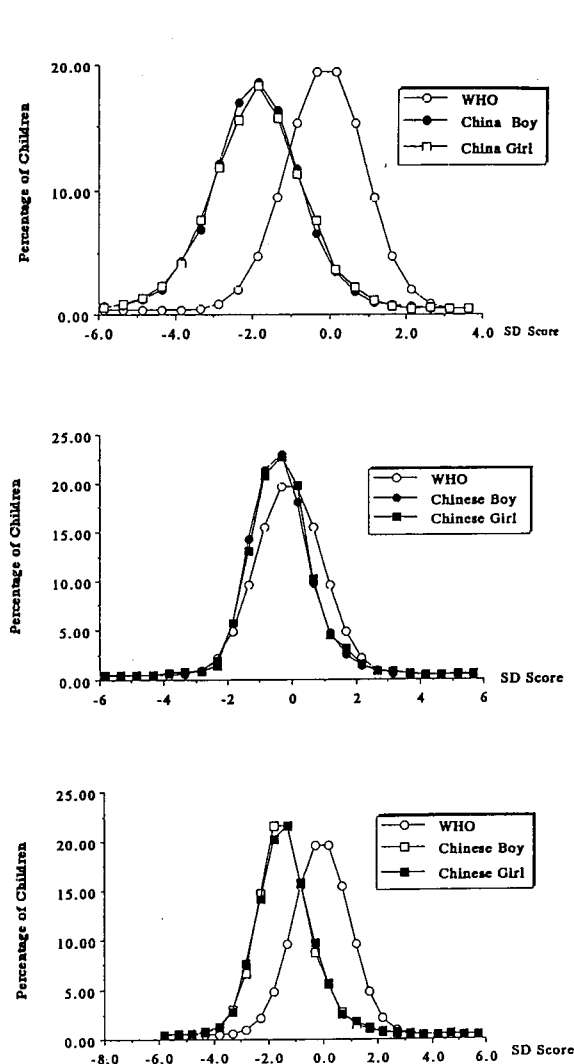 20.00
10.00
0.00
Percentage of Children
WHO
China Boy
China Girl
-6.0
-4.0
-2.0
0.0
2.0
4.0
SD Score
25.00
20.00
15.00
10.00
5.00
0.00
Percentage of Children
WHO
Chinese Boy
Chinese Girl
-6
-4
-2
0
2
4
6
SD Score
25.00
20.00
15.00
10.00
5.00
0.00
Percentage of Children
WHO
Chinese Boy
Chinese Girl
-8.0
-6.0
-4.0
-2.0
0.0
2.0
4.0
6.0
SD Score